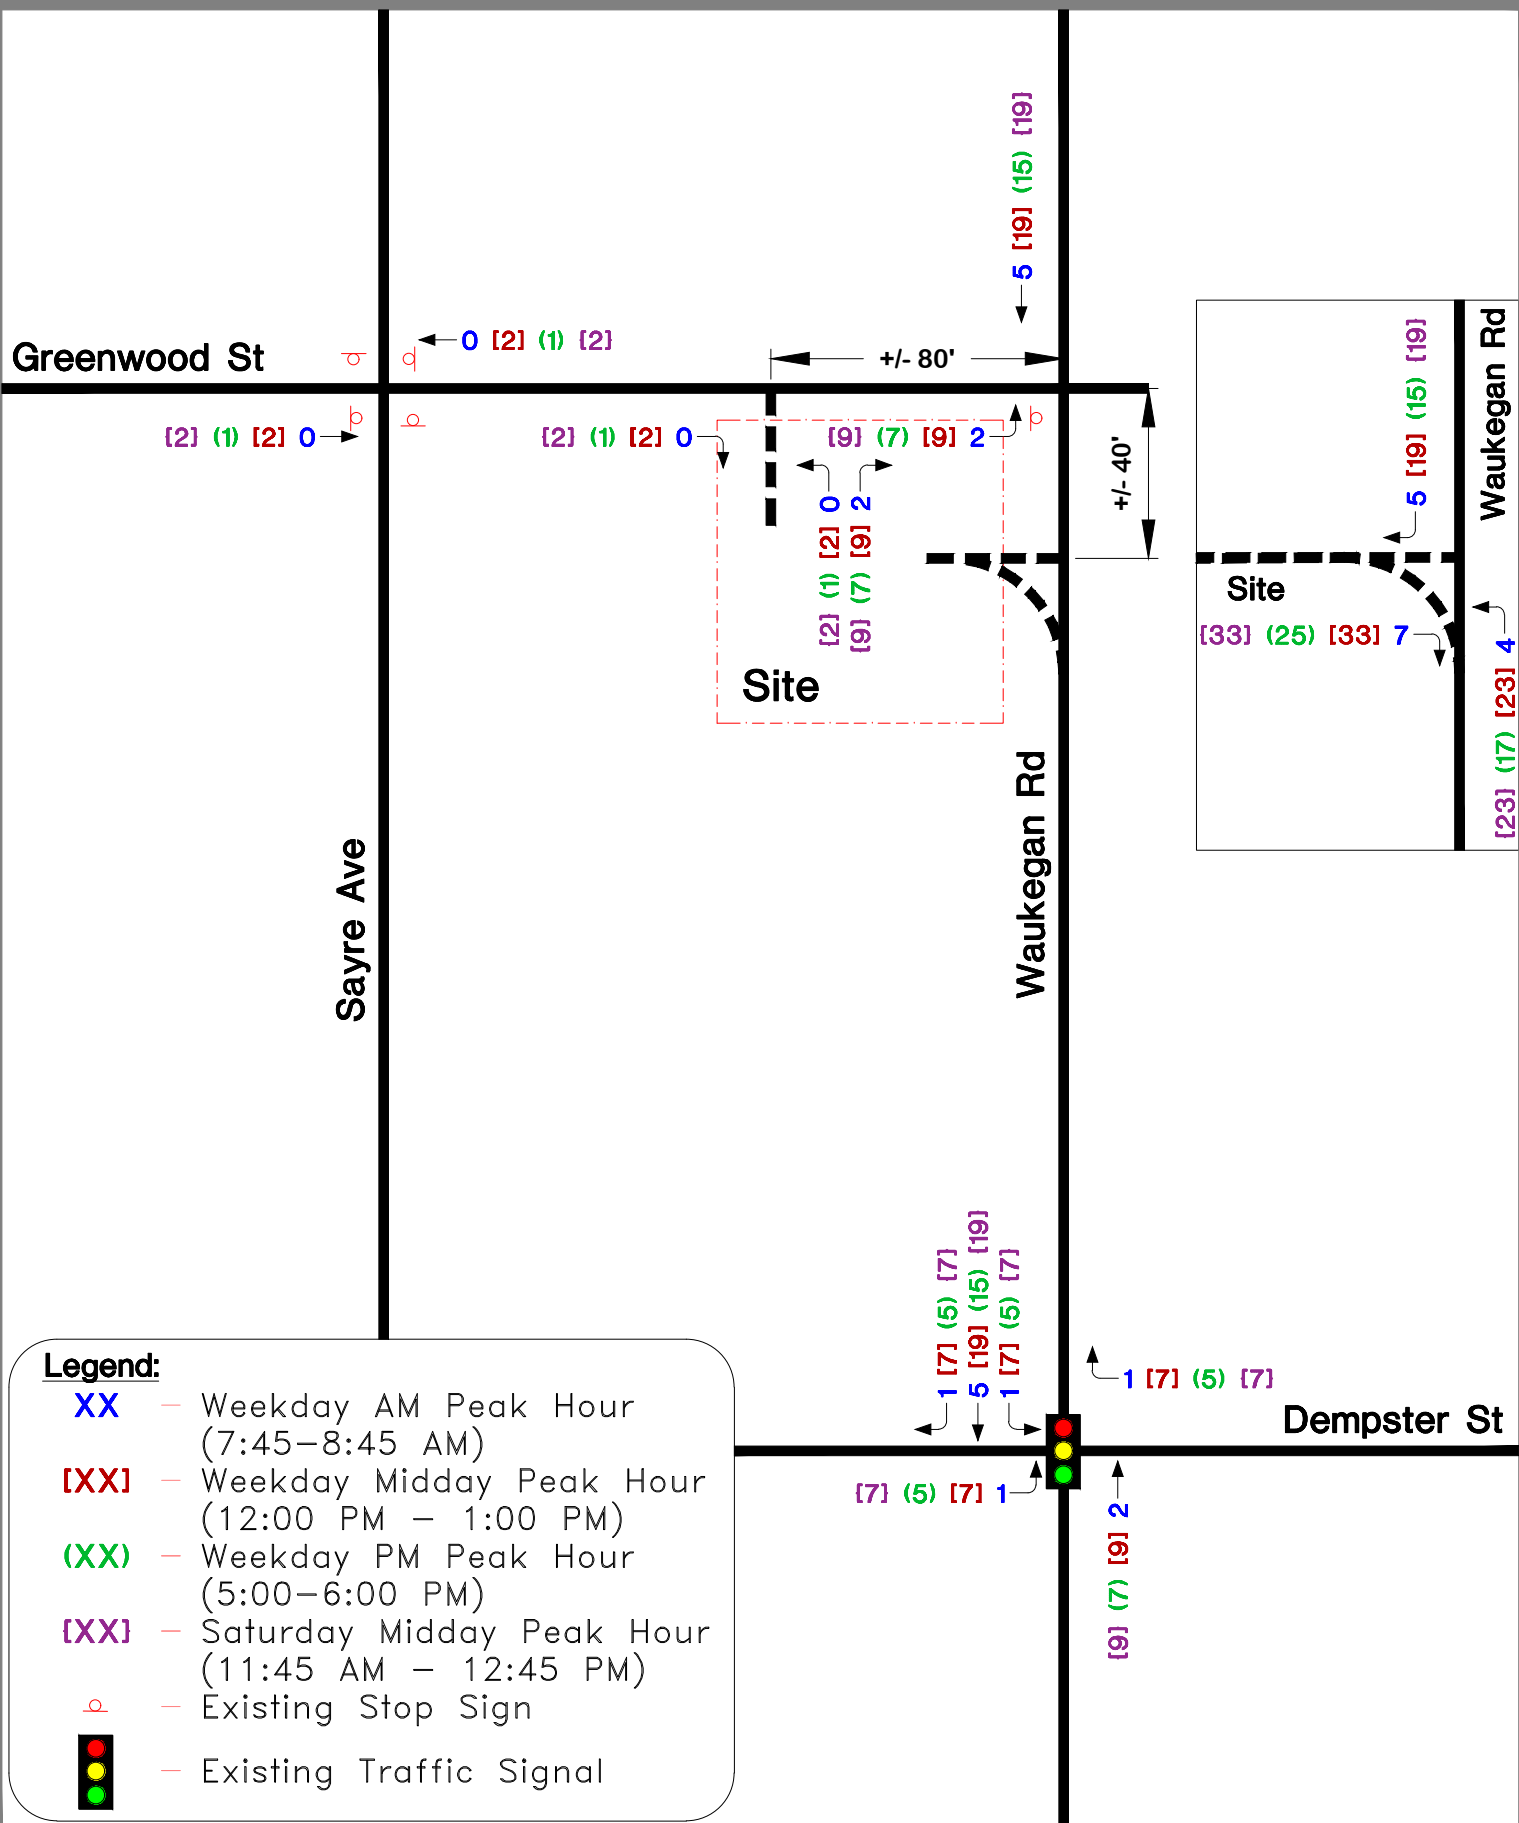 5 [19] (15) {19}
Greenwood St
0 [2] (1) {2}
+/- 80'
{2} (1) [2] 0
{2} (1) [2] 0
{9} (7) [9] 2
+/- 40'
{2} (1) [2] 0
{9} (7) [9] 2
Site
Waukegan Rd
5 [19] (15) {19}
Waukegan Rd
Site
{33} (25) [33] 7
{23} (17) [23] 4
Sayre Ave
1 [7] (5) {7}
5 [19] (15) {19}
1 [7] (5) {7}
1 [7] (5) {7}
Dempster St
{7} (5) [7] 1
{9} (7) [9] 2
Legend:
XX – Weekday AM Peak Hour
(7:45–8:45 AM)
[XX] – Weekday Midday Peak Hour
(12:00 PM – 1:00 PM)
(XX) – Weekday PM Peak Hour
(5:00–6:00 PM)
{XX} – Saturday Midday Peak Hour
(11:45 AM – 12:45 PM)
– Existing Stop Sign
– Existing Traffic Signal